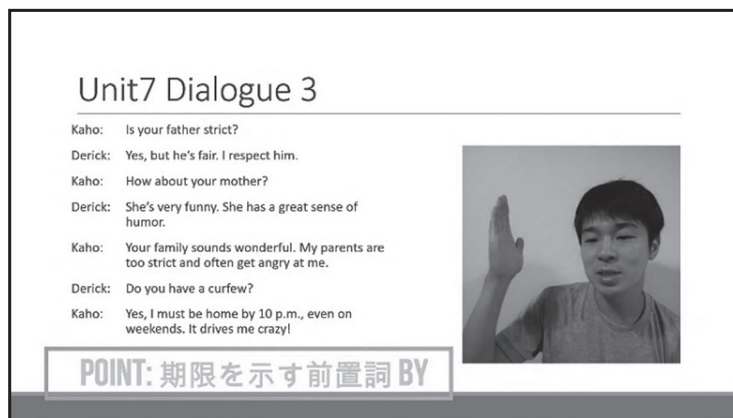 Unit7 Dialogue 3
Kaho: Is your father strict?
Derick: Yes, but he's fair. I respect him.
Kaho: How about your mother?
Derick: She's very funny. She has a great sense of
humor.
Kaho: Your family sounds wonderful. My parents are
too strict and often get angry at me.
Derick: Do you have a curfew?
Kaho: Yes, I must be home by 10 p.m., even on
weekends. It drives me crazy!
POINT: 期限を示す前置詞 BY